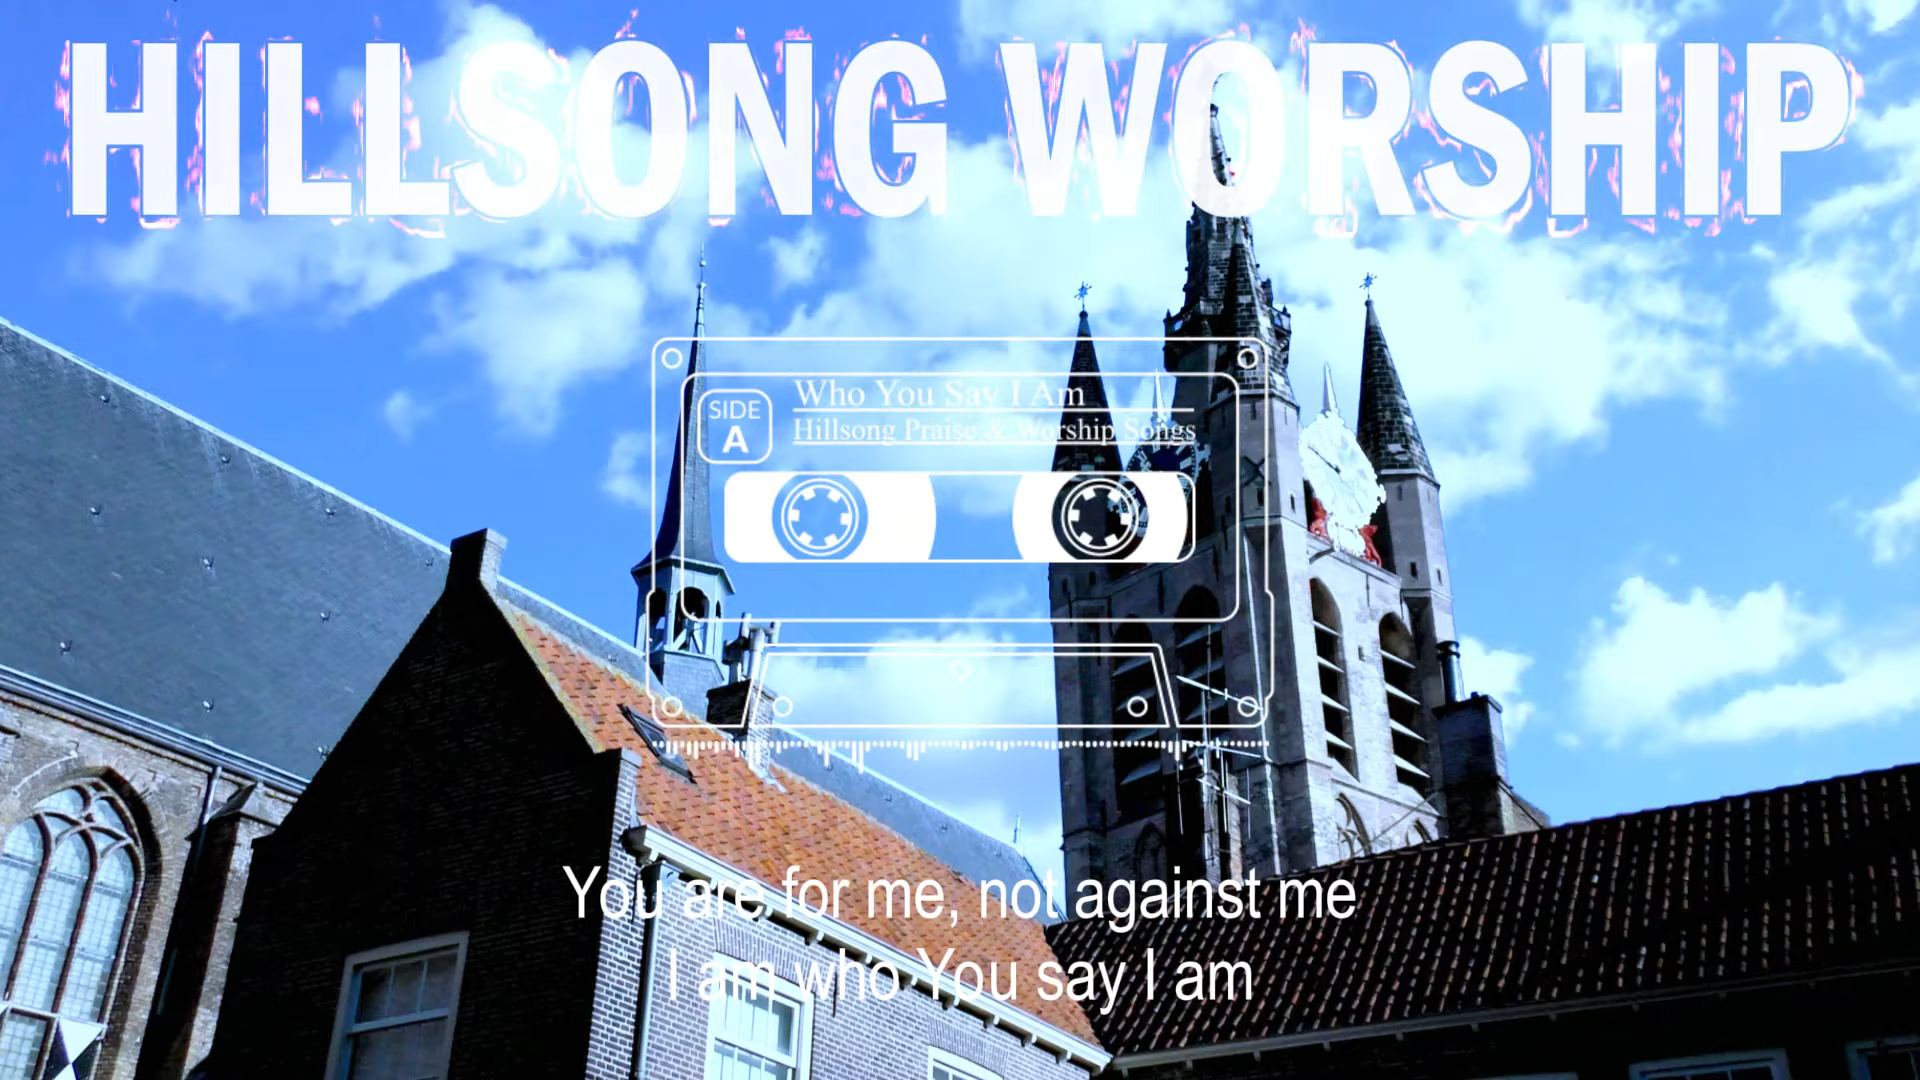 HILLSONG WORSHIP
SIDE
A
Who You Say I Am
Hillsong Praise & Worship Songs
You are for me, not against me
I am who You say I am